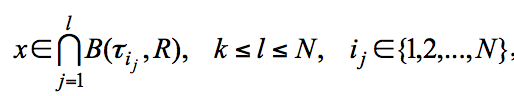 x ∈ ⋂_{j=1}^{l} B(τ_{i_j}, R), k ≤ l ≤ N, i_j ∈ {1,2,...,N},